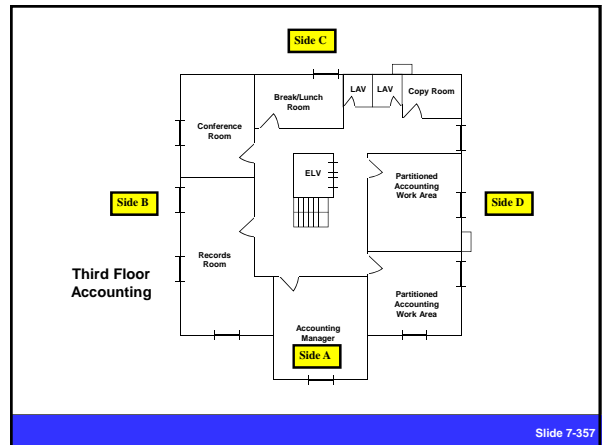 Side C
Break/Lunch
Room
LAV
LAV
Copy Room
Conference
Room
ELV
Partitioned
Accounting
Work Area
Side B
Side D
Records
Room
Third Floor
Accounting
Partitioned
Accounting
Work Area
Accounting
Manager
Side A
Slide 7-357